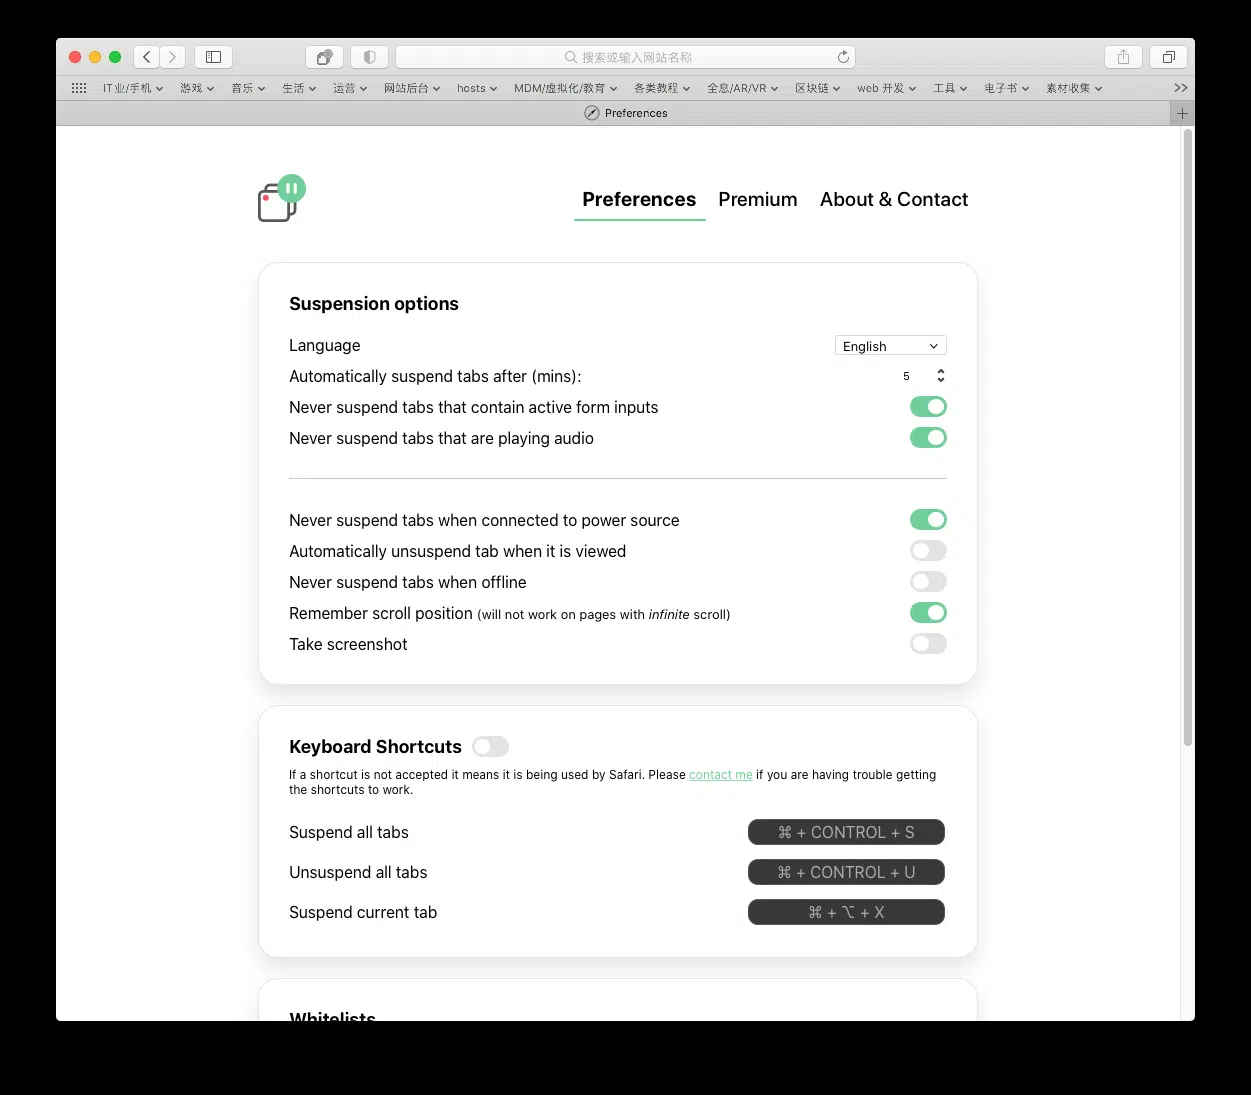 搜索或输入网站名称
IT业/手机 游戏 音乐 生活 运营 网站后台 hosts MDM/虚拟化/教育 各类教程 全息/AR/VR 区块链 web 开发 工具 电子书 素材收集
Preferences
Preferences Premium About & Contact
Suspension options
Language English
Automatically suspend tabs after (mins): 5
Never suspend tabs that contain active form inputs
Never suspend tabs that are playing audio
Never suspend tabs when connected to power source
Automatically unsuspend tab when it is viewed
Never suspend tabs when offline
Remember scroll position (will not work on pages with infinite scroll)
Take screenshot
Keyboard Shortcuts
If a shortcut is not accepted it means it is being used by Safari. Please contact me if you are having trouble getting
the shortcuts to work.
Suspend all tabs ⌘ + CONTROL + S
Unsuspend all tabs ⌘ + CONTROL + U
Suspend current tab ⌘ + ⌥ + X
Whitelists